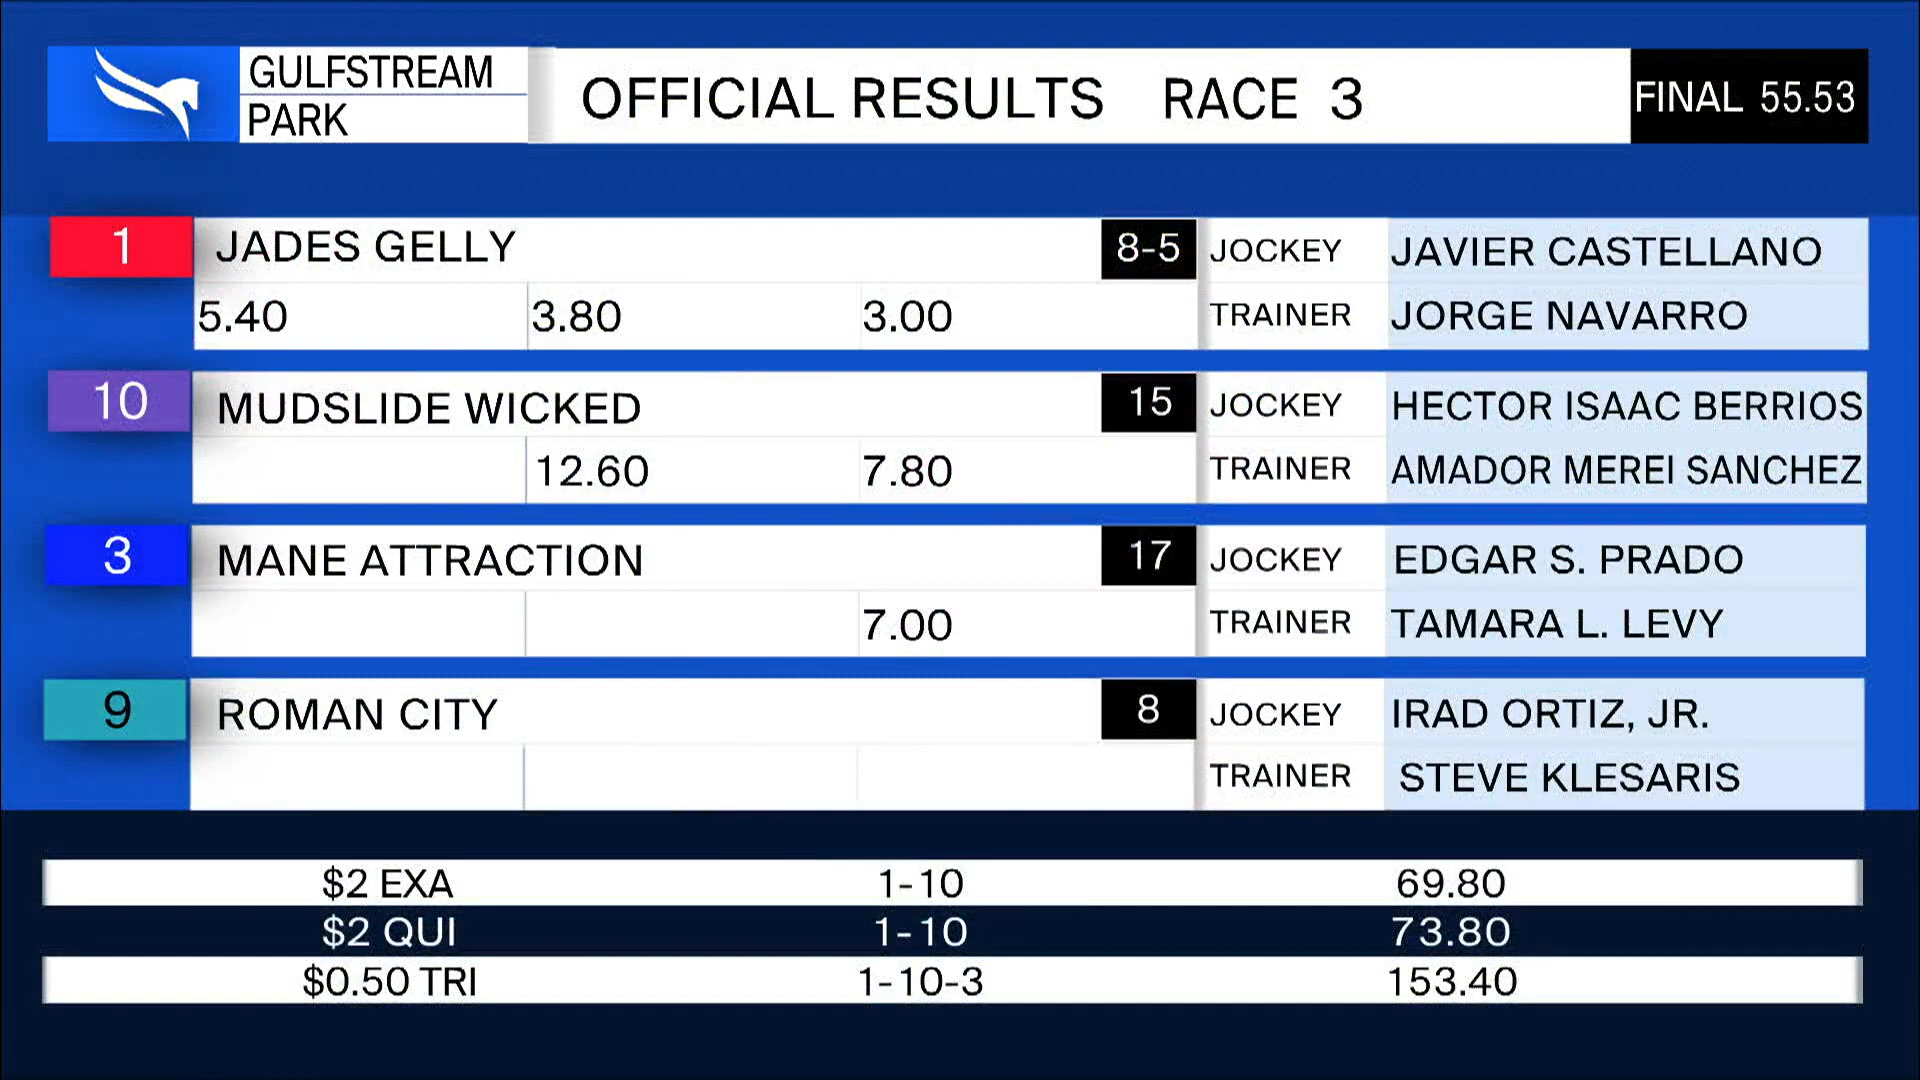 GULFSTREAM
PARK
OFFICIAL RESULTS RACE 3
FINAL 55.53
1 JADES GELLY 8-5 JOCKEY JAVIER CASTELLANO
5.40 3.80 3.00 TRAINER JORGE NAVARRO
10 MUDSLIDE WICKED 15 JOCKEY HECTOR ISAAC BERRIOS
12.60 7.80 TRAINER AMADOR MEREI SANCHEZ
3 MANE ATTRACTION 17 JOCKEY EDGAR S. PRADO
7.00 TRAINER TAMARA L. LEVY
9 ROMAN CITY 8 JOCKEY IRAD ORTIZ, JR.
TRAINER STEVE KLESARIS
$2 EXA 1-10 69.80
$2 QUI 1-10 73.80
$0.50 TRI 1-10-3 153.40